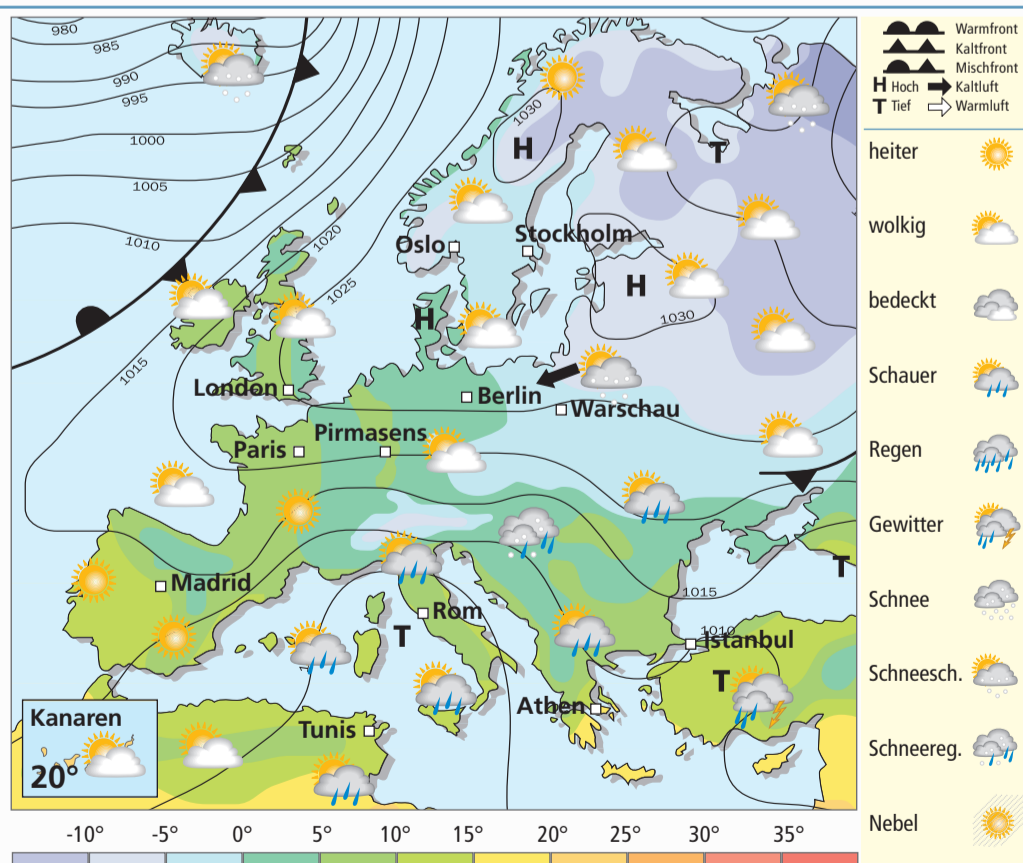 980
985
990
995
1000
1005
1010
1015
1020
1025
1030
H
T
H
1030
H
Oslo
Stockholm
London
Berlin
Warschau
Pirmasens
Paris
Madrid
Rom
T
1015
1010
Istanbul
T
T
Athen
Tunis
Kanaren
20°
Warmfront
Kaltfront
Mischfront
H Hoch Kaltluft
T Tief Warmluft
heiter
wolkig
bedeckt
Schauer
Regen
Gewitter
Schnee
Schneesch.
Schneereg.
Nebel
-10° -5° 0° 5° 10° 15° 20° 25° 30° 35°